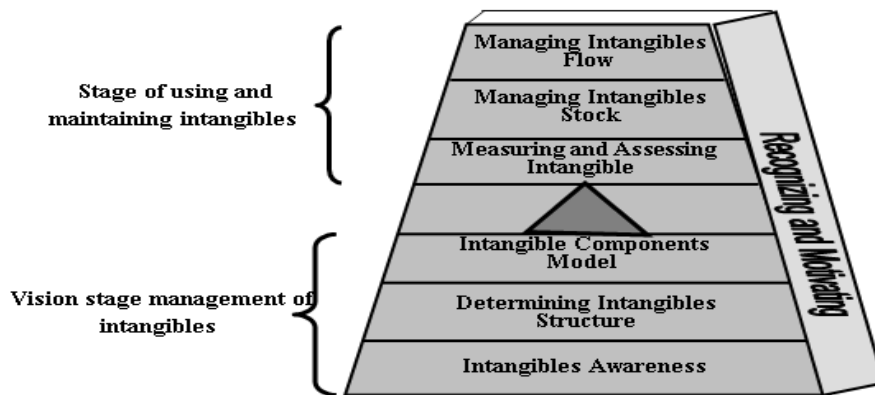 Stage of using and
maintaining intangibles
Managing Intangibles
Flow
Managing Intangibles
Stock
Measuring and Assessing
Intangible
Vision stage management of
intangibles
Intangible Components
Model
Determining Intangibles
Structure
Intangibles Awareness
Recognizing and Motivating